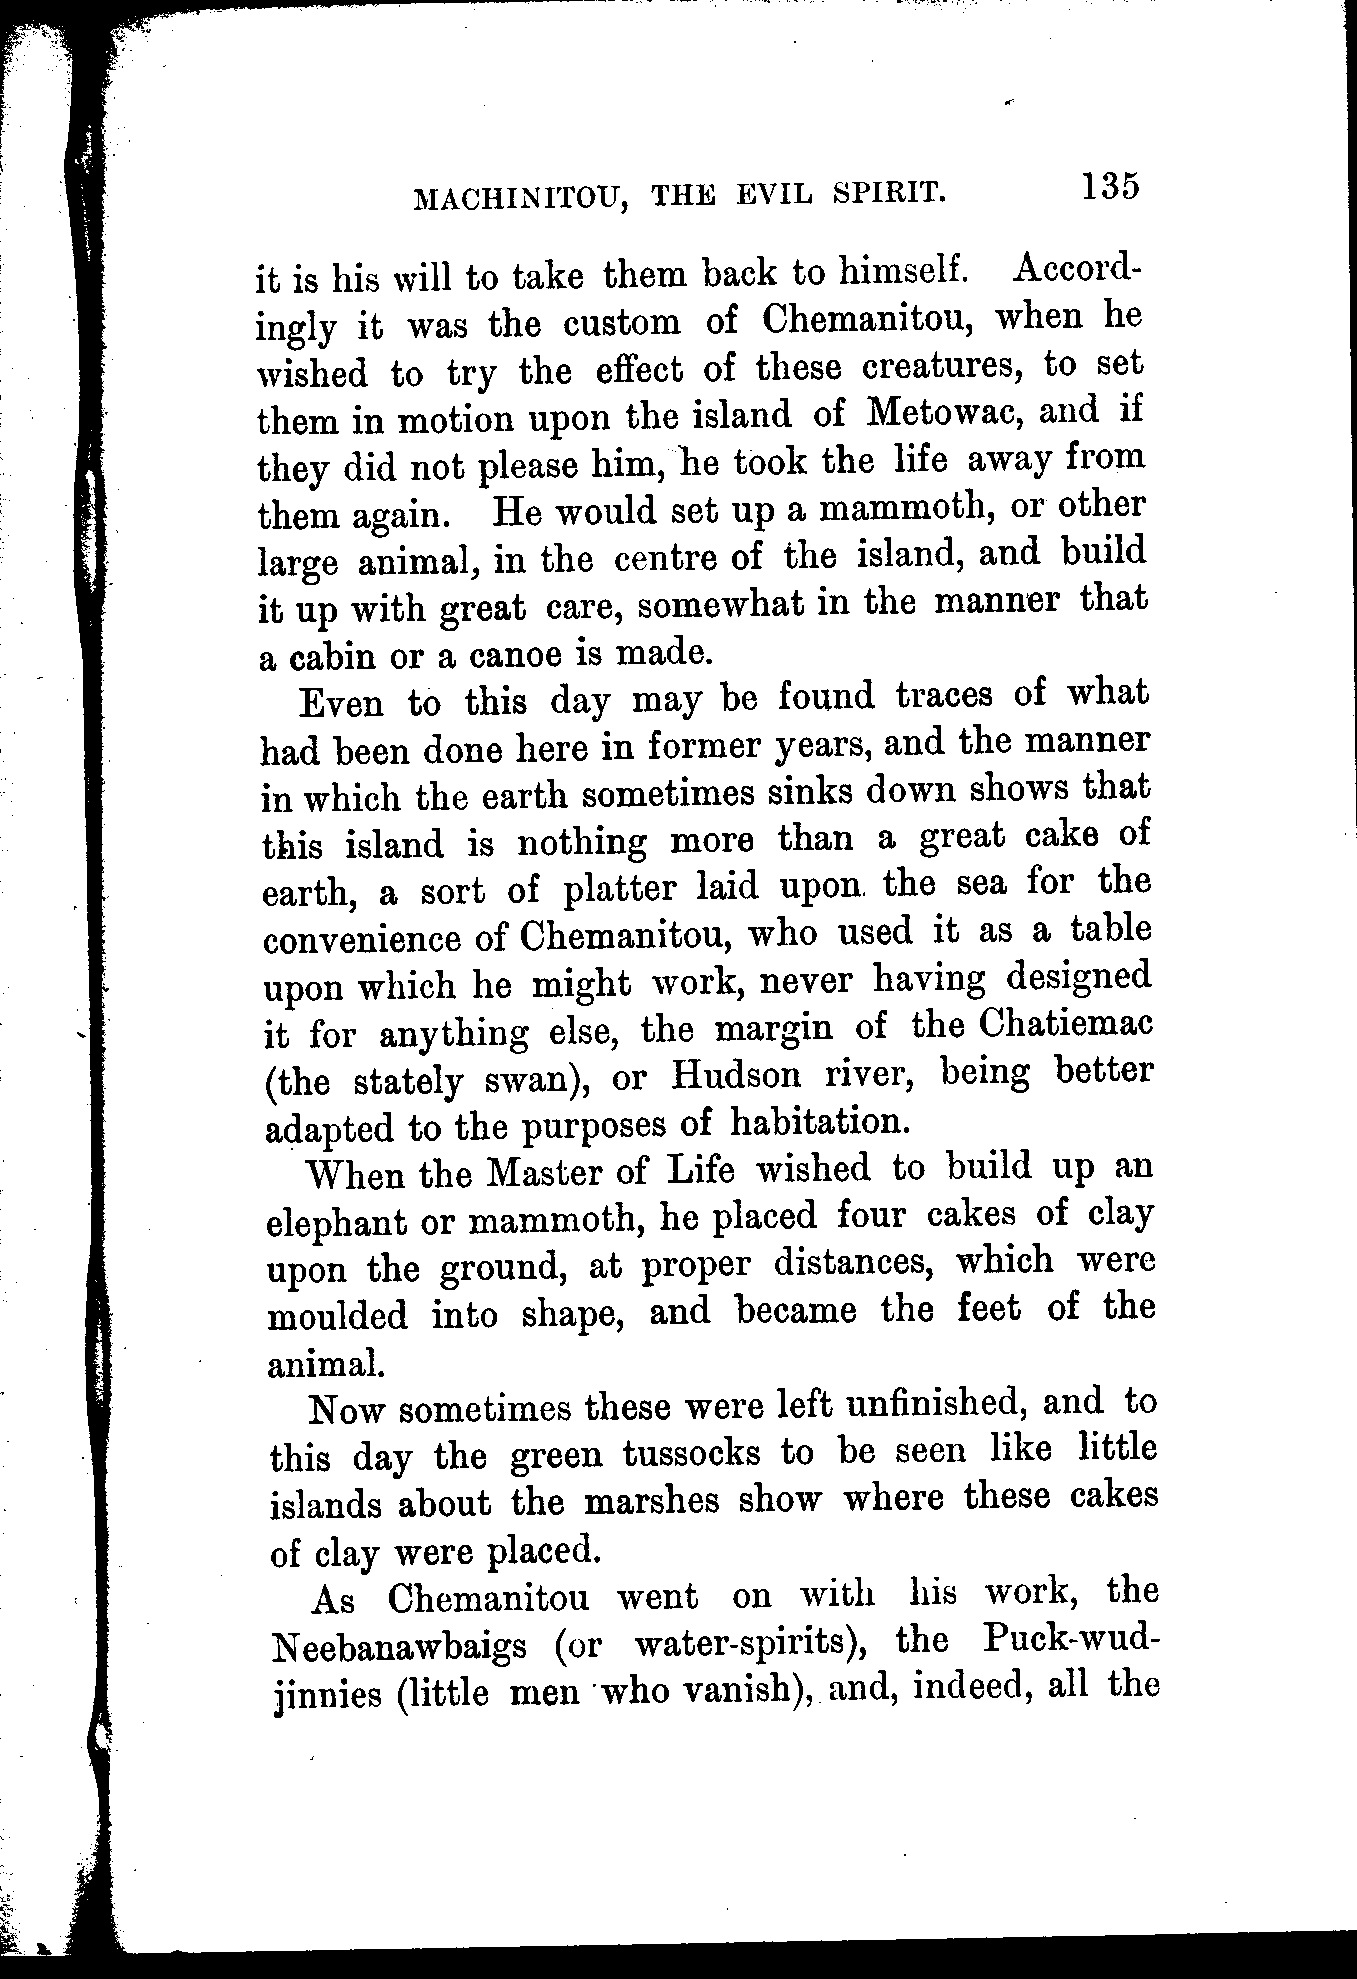 MACHINITOU, THE EVIL SPIRIT. 135
it is his will to take them back to himself. Accord-
ingly it was the custom of Chemanitou, when he
wished to try the effect of these creatures, to set
them in motion upon the island of Metowac, and if
they did not please him, he took the life away from
them again. He would set up a mammoth, or other
large animal, in the centre of the island, and build
it up with great care, somewhat in the manner that
a cabin or a canoe is made.
Even to this day may be found traces of what
had been done here in former years, and the manner
in which the earth sometimes sinks down shows that
this island is nothing more than a great cake of
earth, a sort of platter laid upon the sea for the
convenience of Chemanitou, who used it as a table
upon which he might work, never having designed
it for anything else, the margin of the Chatiemac
(the stately swan), or Hudson river, being better
adapted to the purposes of habitation.
When the Master of Life wished to build up an
elephant or mammoth, he placed four cakes of clay
upon the ground, at proper distances, which were
moulded into shape, and became the feet of the
animal.
Now sometimes these were left unfinished, and to
this day the green tussocks to be seen like little
islands about the marshes show where these cakes
of clay were placed.
As Chemanitou went on with his work, the
Neebanawbaigs (or water-spirits), the Puck-wud-
jinnies (little men who vanish), and, indeed, all the